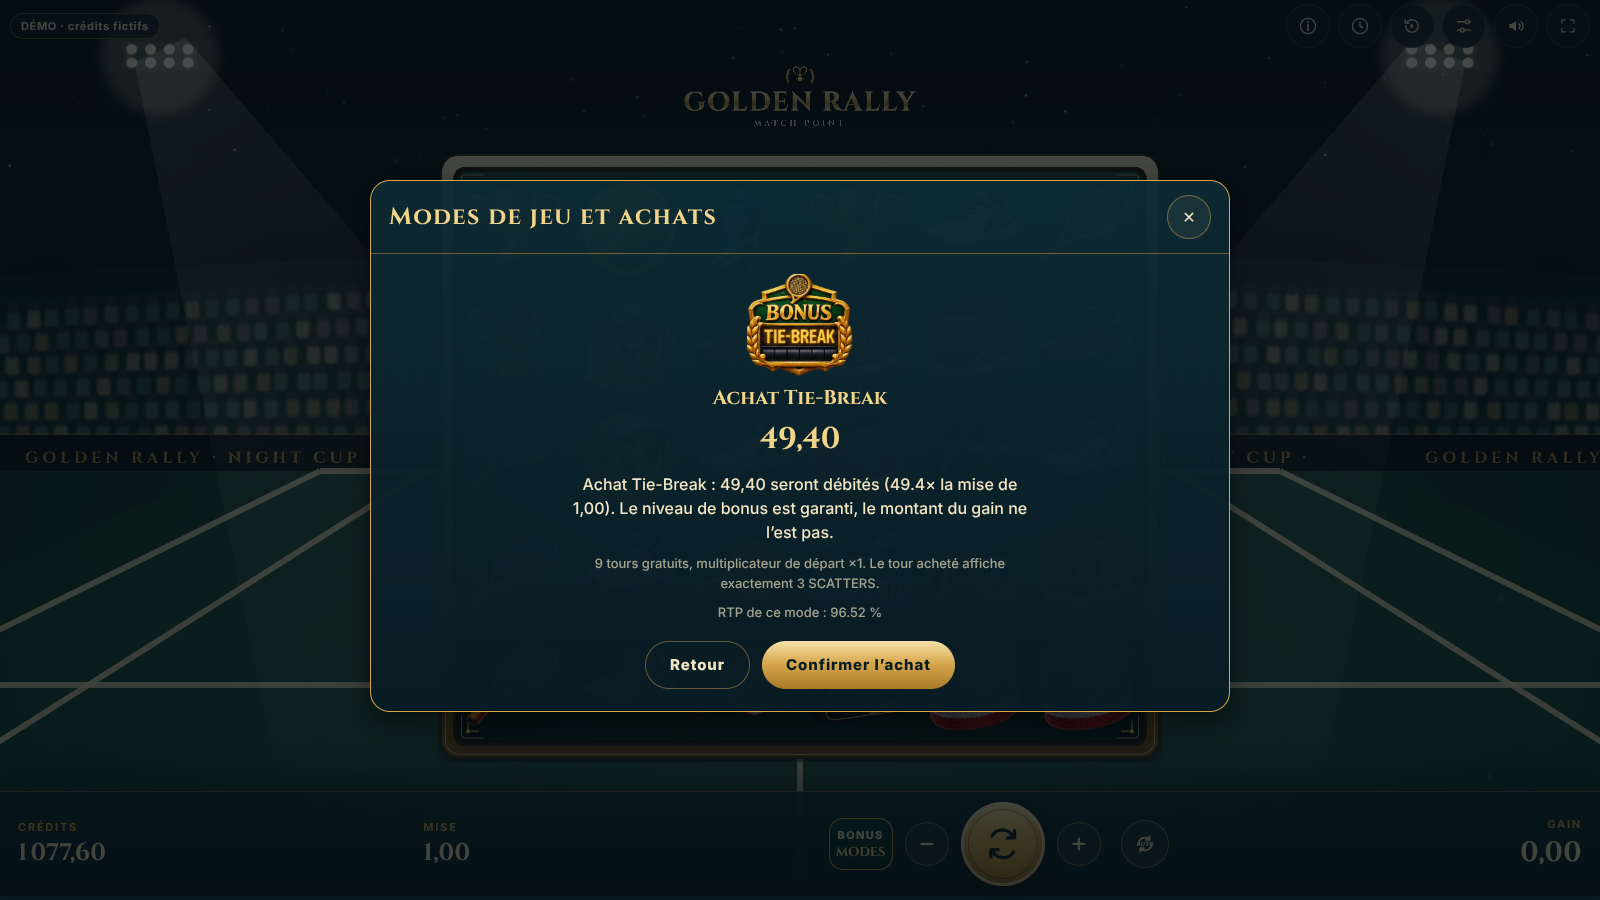 DÉMO · crédits fictifs
GOLDEN RALLY
MATCH POINT
MODES DE JEU ET ACHATS
BONUS
TIE-BREAK
ACHAT TIE-BREAK
49,40
GOLDEN RALLY · NIGHT CUP
CUP ·
GOLDEN RALLY
Achat Tie-Break : 49,40 seront débités (49.4× la mise de
1,00). Le niveau de bonus est garanti, le montant du gain ne
l’est pas.
9 tours gratuits, multiplicateur de départ ×1. Le tour acheté affiche
exactement 3 SCATTERS.
RTP de ce mode : 96.52 %
Retour
Confirmer l’achat
CRÉDITS
1 077,60
MISE
1,00
BONUS
MODES
GAIN
0,00